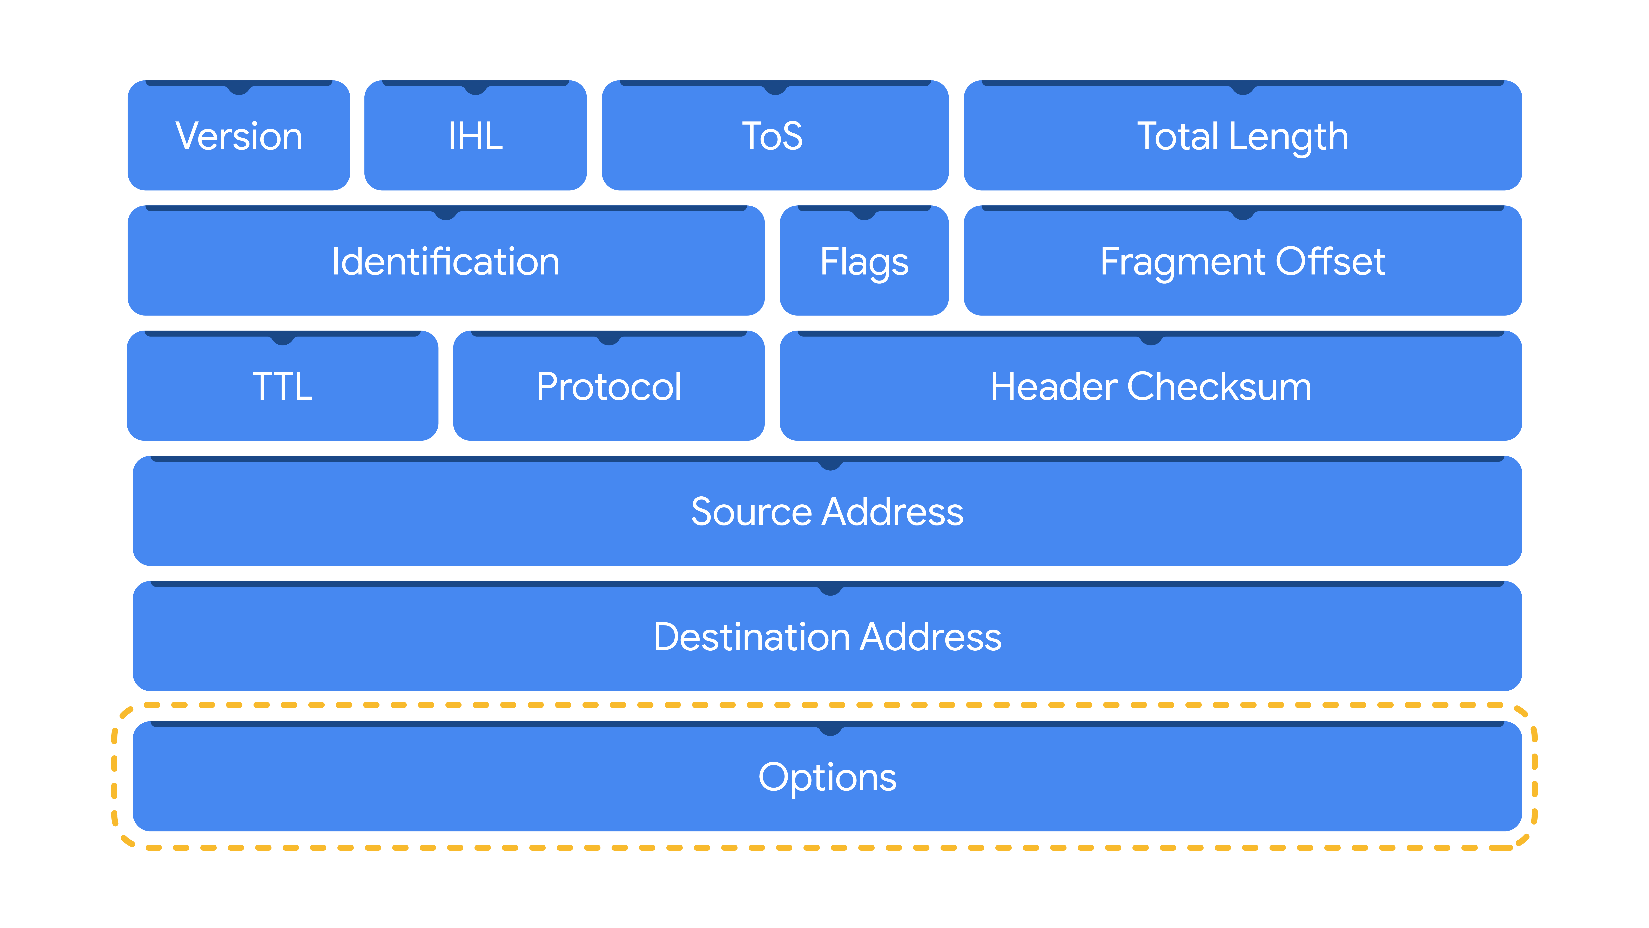 Version
IHL
ToS
Total Length
Identification
Flags
Fragment Offset
TTL
Protocol
Header Checksum
Source Address
Destination Address
Options